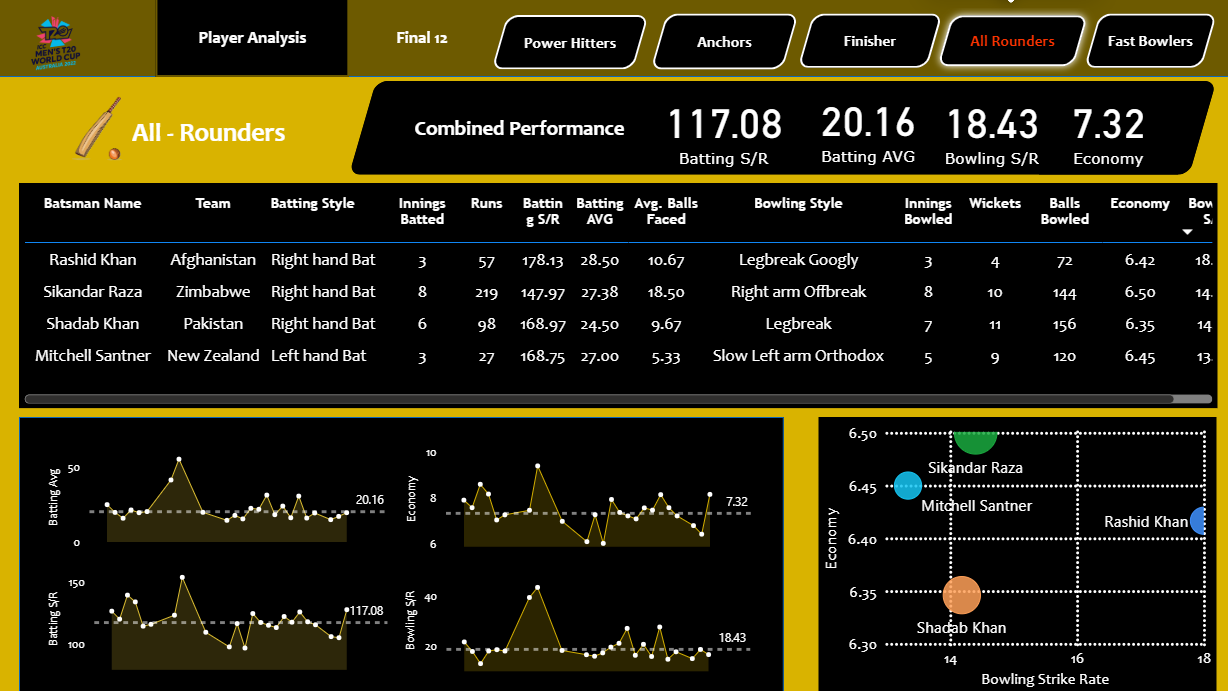 T20
ICC
MEN'S T20
WORLD CUP
AUSTRALIA 2022
Player Analysis
Final 12
Power Hitters
Anchors
Finisher
All Rounders
Fast Bowlers
All - Rounders
Combined Performance
117.08
Batting S/R
20.16
Batting AVG
18.43
Bowling S/R
7.32
Economy
Batsman Name Team Batting Style Innings Batted Runs Battin g S/R Batting AVG Avg. Balls Faced Bowling Style Innings Bowled Wickets Balls Bowled Economy Bow S/
Rashid Khan Afghanistan Right hand Bat 3 57 178.13 28.50 10.67 Legbreak Googly 3 4 72 6.42 18.
Sikandar Raza Zimbabwe Right hand Bat 8 219 147.97 27.38 18.50 Right arm Offbreak 8 10 144 6.50 14.
Shadab Khan Pakistan Right hand Bat 6 98 168.97 24.50 9.67 Legbreak 7 11 156 6.35 14
Mitchell Santner New Zealand Left hand Bat 3 27 168.75 27.00 5.33 Slow Left arm Orthodox 5 9 120 6.45 13.
Batting Avg
50
0
20.16
Economy
10
8
6
7.32
Batting S/R
150
100
117.08
Bowling S/R
40
20
18.43
Economy
6.50
6.45
6.40
6.35
6.30
Sikandar Raza
Mitchell Santner
Rashid Khan
Shadab Khan
14 16 18
Bowling Strike Rate